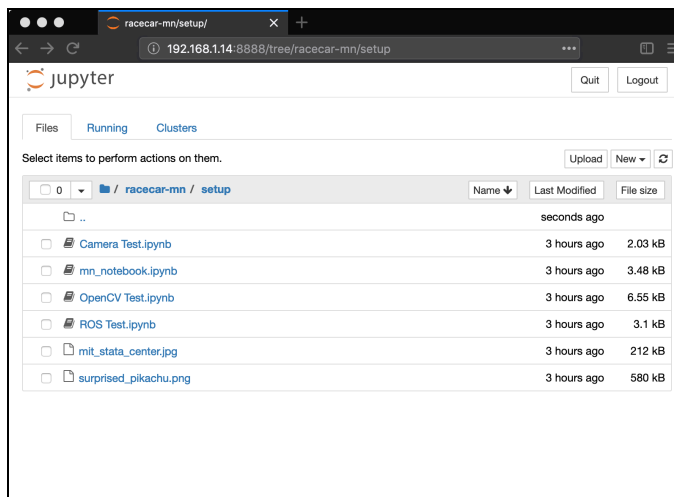 racecar-mn/setup/
192.168.1.14:8888/tree/racecar-mn/setup
jupyter Quit Logout
Files Running Clusters
Select items to perform actions on them. Upload New
0 / racecar-mn / setup Name Last Modified File size
.. seconds ago
Camera Test.ipynb 3 hours ago 2.03 kB
mn_notebook.ipynb 3 hours ago 3.48 kB
OpenCV Test.ipynb 3 hours ago 6.55 kB
ROS Test.ipynb 3 hours ago 3.1 kB
mit_stata_center.jpg 3 hours ago 212 kB
surprised_pikachu.png 3 hours ago 580 kB